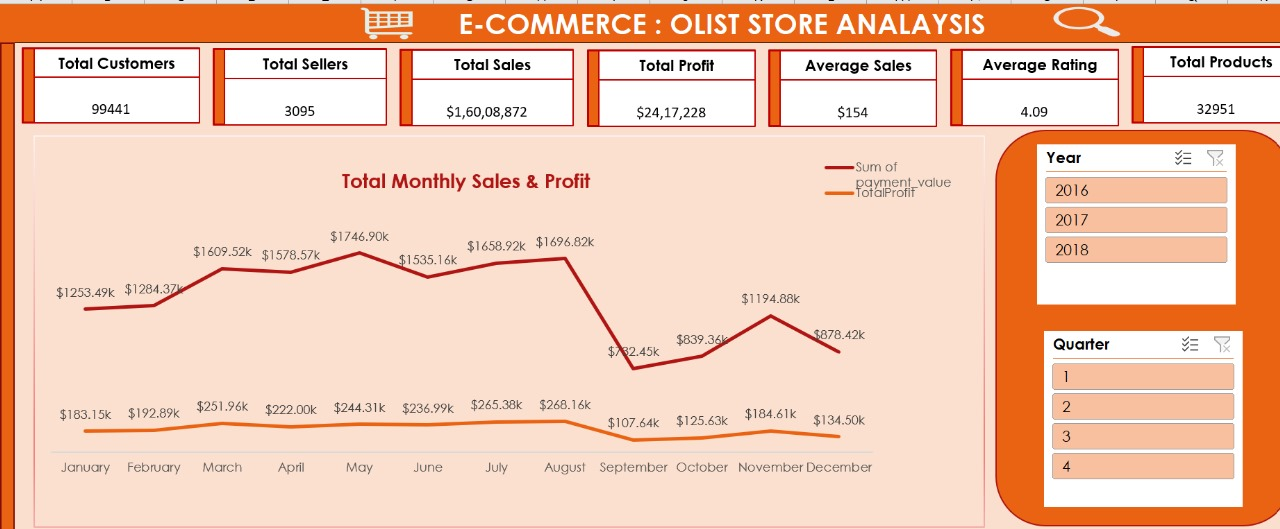 E-COMMERCE : OLIST STORE ANALAYSIS
Total Customers
99441
Total Sellers
3095
Total Sales
$1,60,08,872
Total Profit
$24,17,228
Average Sales
$154
Average Rating
4.09
Total Products
32951
Total Monthly Sales & Profit
Sum of
payment_value
TotalProfit
$1253.49k $1284.37k $1609.52k $1578.57k $1746.90k $1535.16k $1658.92k $1696.82k $732.45k $839.36k $1194.88k $878.42k
$183.15k $192.89k $251.96k $222.00k $244.31k $236.99k $265.38k $268.16k $107.64k $125.63k $184.61k $134.50k
January February March April May June July August September October November December
Year
2016
2017
2018
Quarter
1
2
3
4